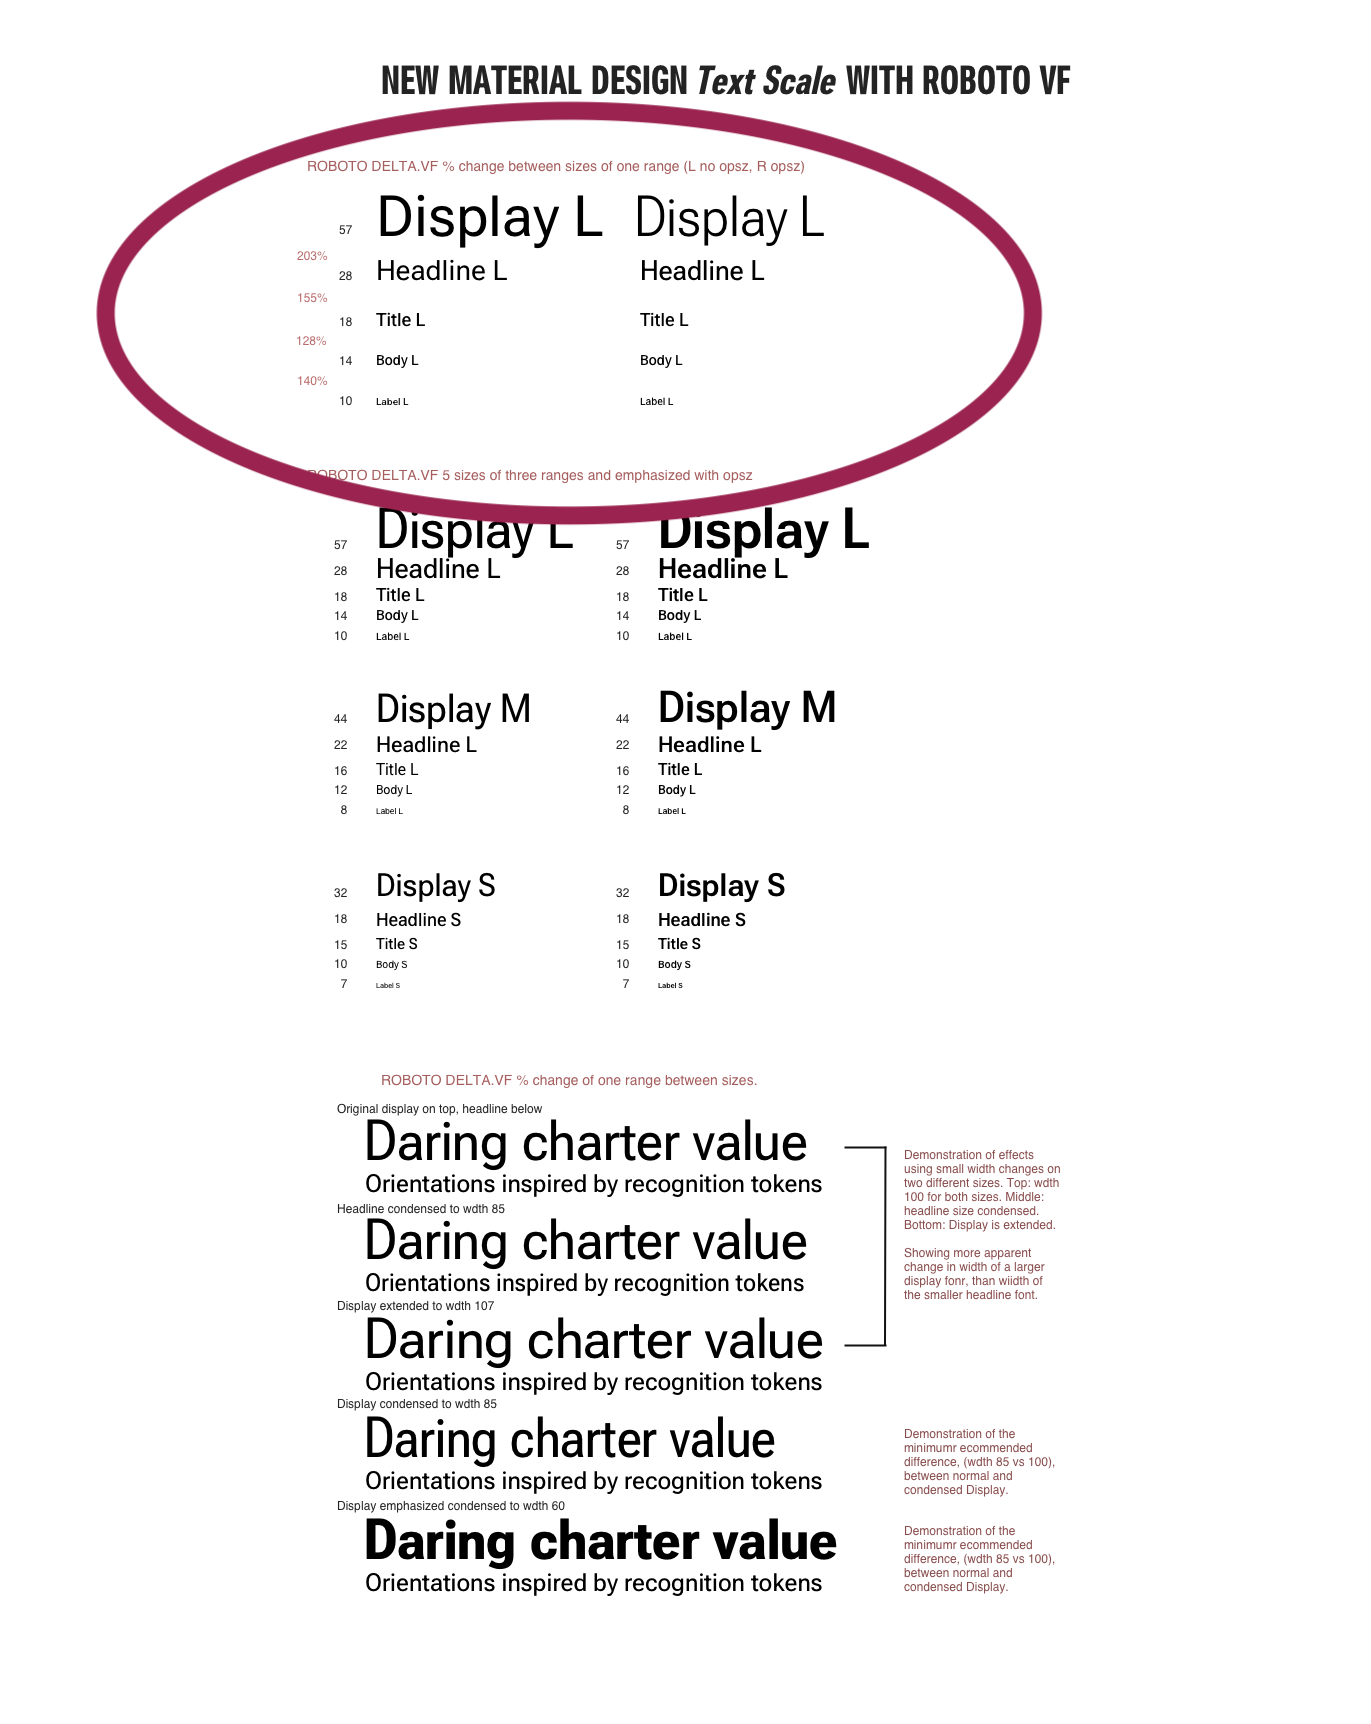 NEW MATERIAL DESIGN Text Scale WITH ROBOTO VF
ROBOTO DELTA.VF % change between sizes of one range (L no opsz, R opsz)
57 Display L Display L
203%
28 Headline L Headline L
155%
18 Title L Title L
128%
14 Body L Body L
140%
10 Label L Label L
ROBOTO DELTA.VF 5 sizes of three ranges and emphasized with opsz
57 Display L 57 Display L
28 Headline L 28 Headline L
18 Title L 18 Title L
14 Body L 14 Body L
10 Label L 10 Label L
44 Display M 44 Display M
22 Headline L 22 Headline L
16 Title L 16 Title L
12 Body L 12 Body L
8 Label L 8 Label L
32 Display S 32 Display S
18 Headline S 18 Headline S
15 Title S 15 Title S
10 Body S 10 Body S
7 Label S 7 Label S
ROBOTO DELTA.VF % change of one range between sizes.
Original display on top, headline below
Daring charter value
Orientations inspired by recognition tokens
Headline condensed to wdth 85
Daring charter value
Orientations inspired by recognition tokens
Display extended to wdth 107
Daring charter value
Orientations inspired by recognition tokens
Demonstration of effects
using small width changes on
two different sizes. Top: wdth
100 for both sizes. Middle:
headline size condensed.
Bottom: Display is extended.
Showing more apparent
change in width of a larger
display fonr, than wiidth of
the smaller headline font.
Display condensed to wdth 85
Daring charter value
Orientations inspired by recognition tokens
Demonstration of the
minimumr ecommended
difference, (wdth 85 vs 100),
between normal and
condensed Display.
Display emphasized condensed to wdth 60
Daring charter value
Orientations inspired by recognition tokens
Demonstration of the
minimumr ecommended
difference, (wdth 85 vs 100),
between normal and
condensed Display.